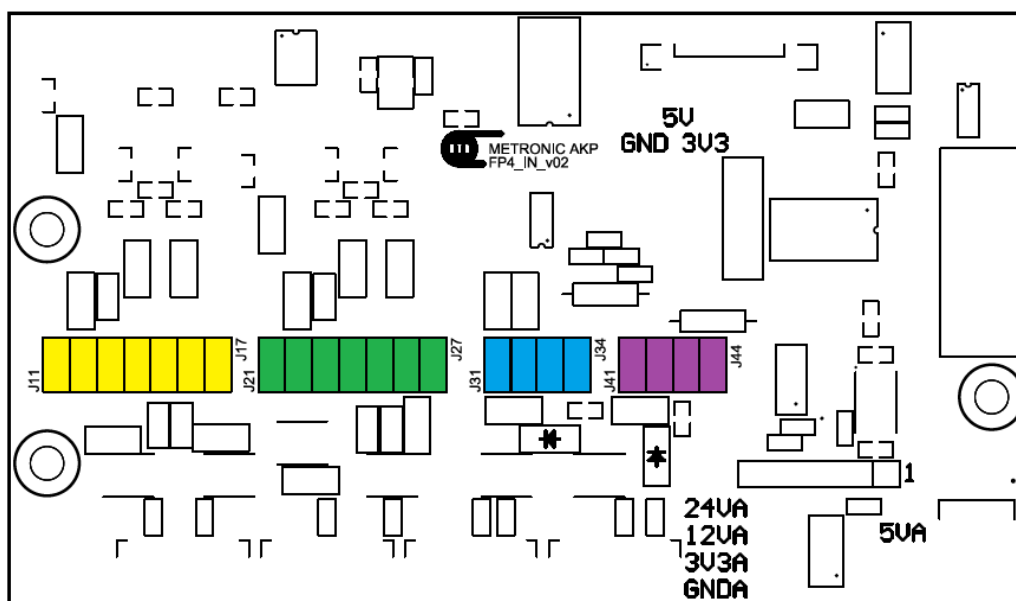 5V
GND 3V3
METRONIC AKP
FP4_IN_v02
J11
J17
J21
J27
J31
J34
J41
J44
1
24VA
12VA
5VA
3V3A
GNDA